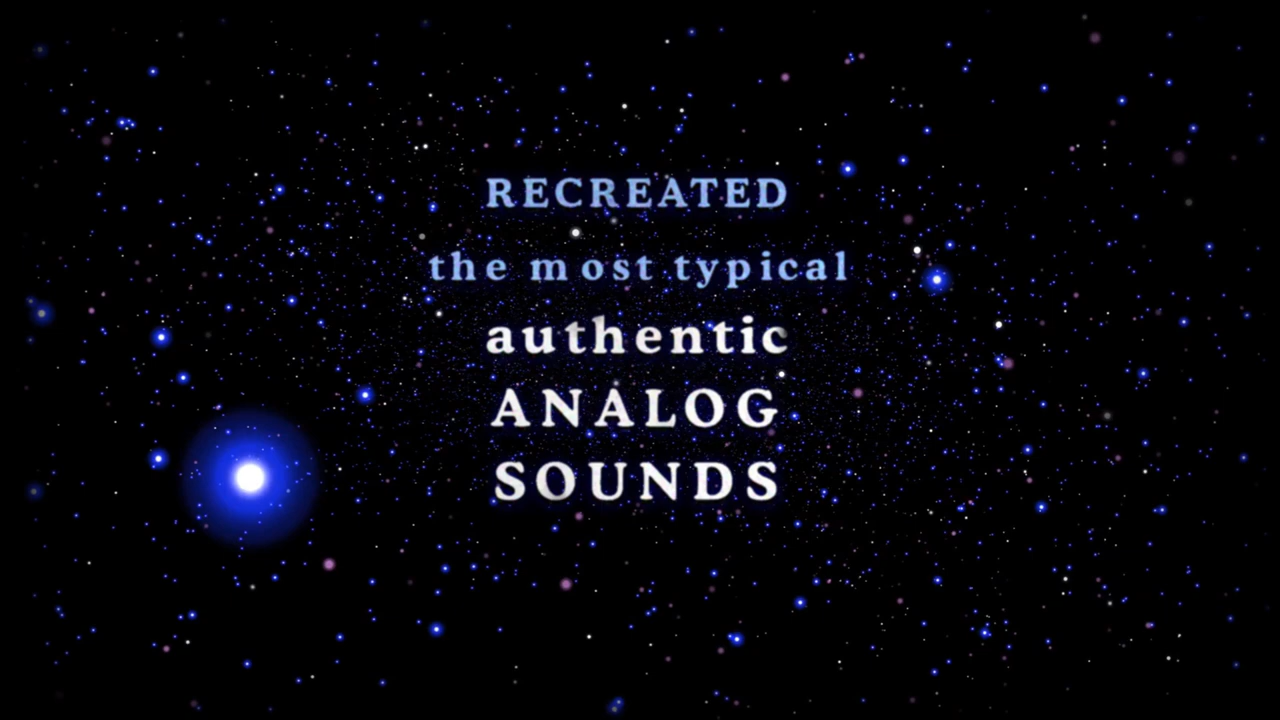 RECREATED
the most typical
authentic
ANALOG
SOUNDS